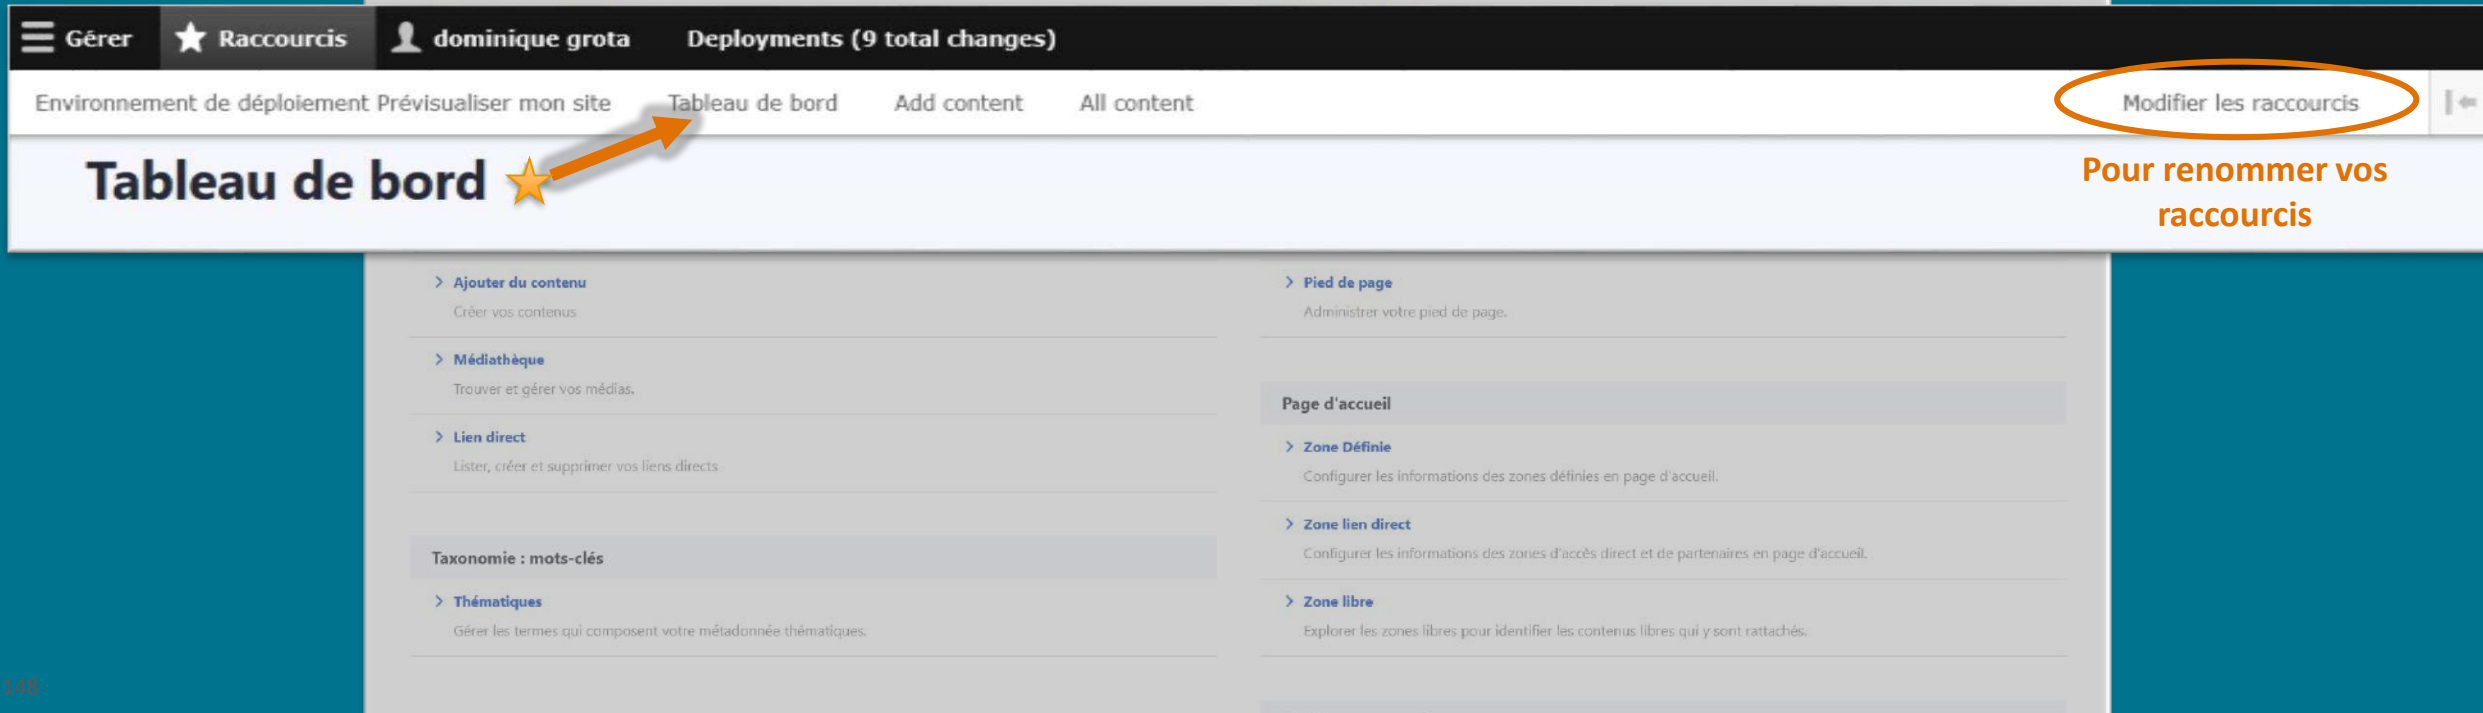 Gérer Raccourcis dominique grota Deployments (9 total changes)
Environnement de déploiement Prévisualiser mon site Tableau de bord Add content All content Modifier les raccourcis
Tableau de bord
Pour renommer vos
raccourcis
Ajouter du contenu
Créer vos contenus
Médiathèque
Trouver et gérer vos médias.
Lien direct
Lister, créer et supprimer vos liens directs
Taxonomie : mots-clés
Thématiques
Gérer les termes qui composent votre métadonnée thématiques.
Pied de page
Administrer votre pied de page.
Page d'accueil
Zone Définie
Configurer les informations des zones définies en page d'accueil.
Zone lien direct
Configurer les informations des zones d'accès direct et de partenaires en page d'accueil.
Zone libre
Explorer les zones libres pour identifier les contenus libres qui y sont rattachés.
148